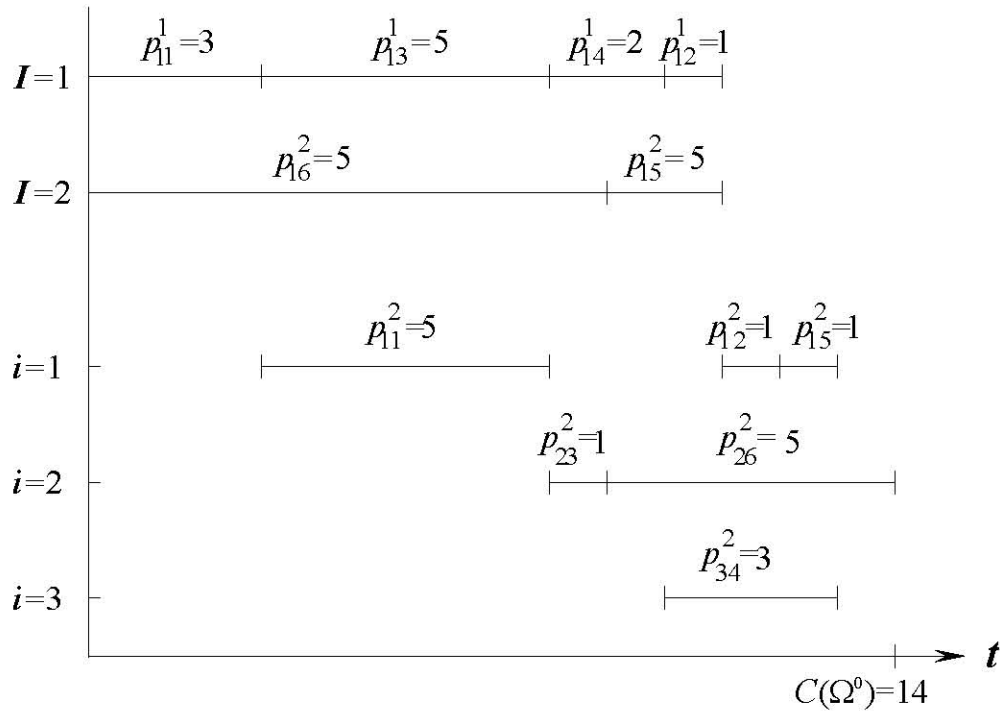 p¹₁₁=3 p¹₁₃=5 p¹₁₄=2 p¹₁₂=1
I=1
p²₁₆=5 p²₁₅=5
I=2
p²₁₁=5 p²₁₂=1 p²₁₅=1
i=1
p²₂₃=1 p²₂₆= 5
i=2
p²₃₄=3
i=3
t
C(Ω⁰)=14